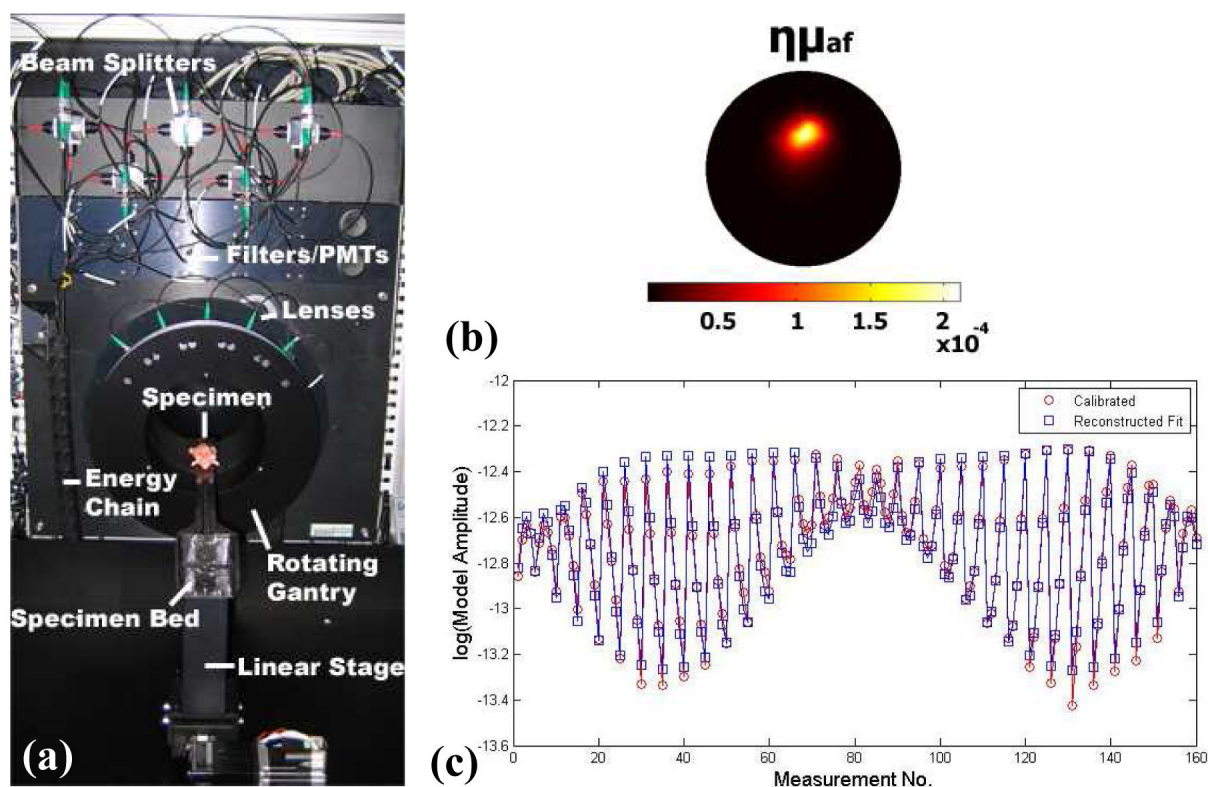 Beam Splitters
Filters/PMTs
Lenses
Specimen
Energy
Chain
Rotating
Gantry
Specimen Bed
Linear Stage
(a)
ημaf
0.5 1 1.5 2
x10-4
(b)
-12
-12.2
-12.4
-12.6
-12.8
-13
-13.2
-13.4
-13.6
log(Model Amplitude)
Calibrated
Reconstructed Fit
0 20 40 60 80 100 120 140 160
Measurement No.
(c)